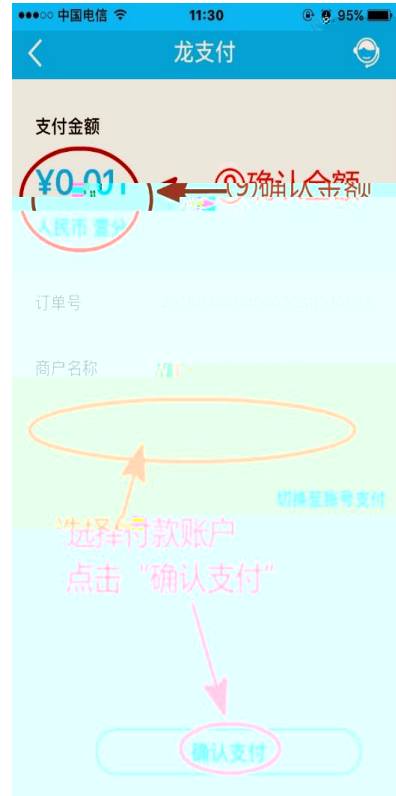 中国电信 11:30 95%
龙支付
支付金额
¥0.01
⑨确认金额
人民币 壹分
订单号
商户名称
切换至账号支付
选择付款账户
点击“确认支付”
确认支付